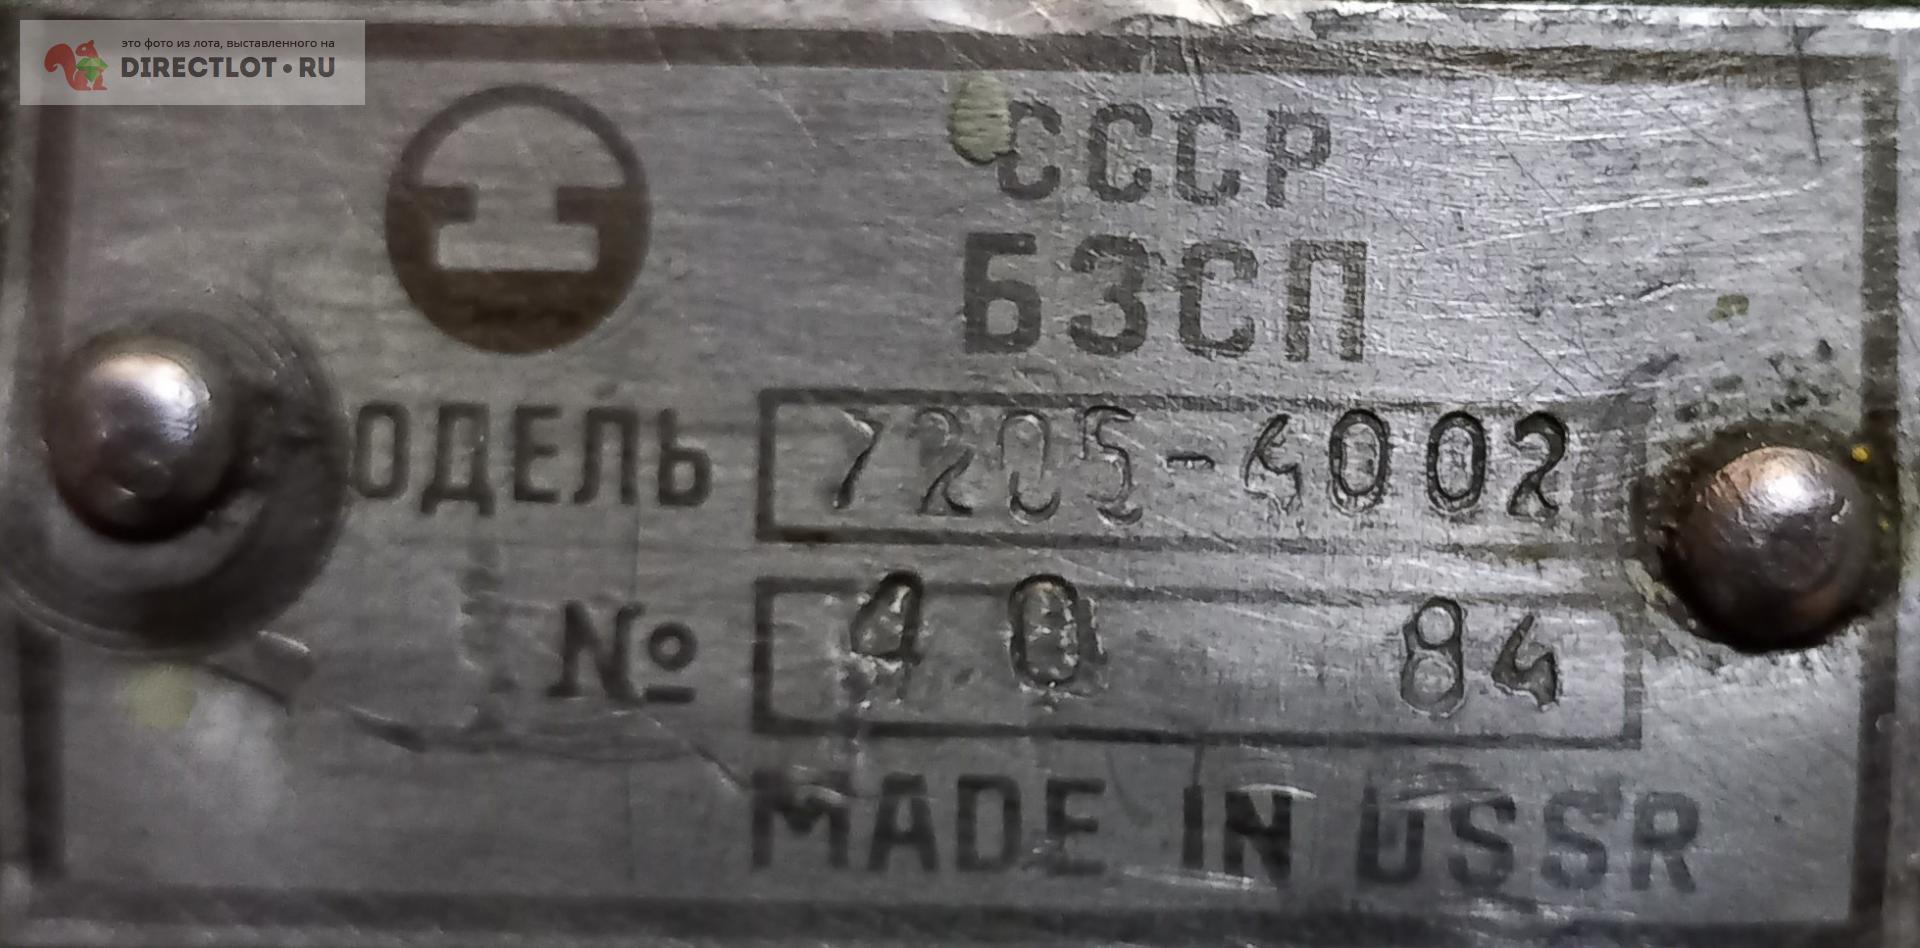 это фото из лота, выставленного на
DIRECTLOT•RU
СССР
БЗСП
ОДЕЛЬ 7205-4002
№ 40 84
MADE IN USSR